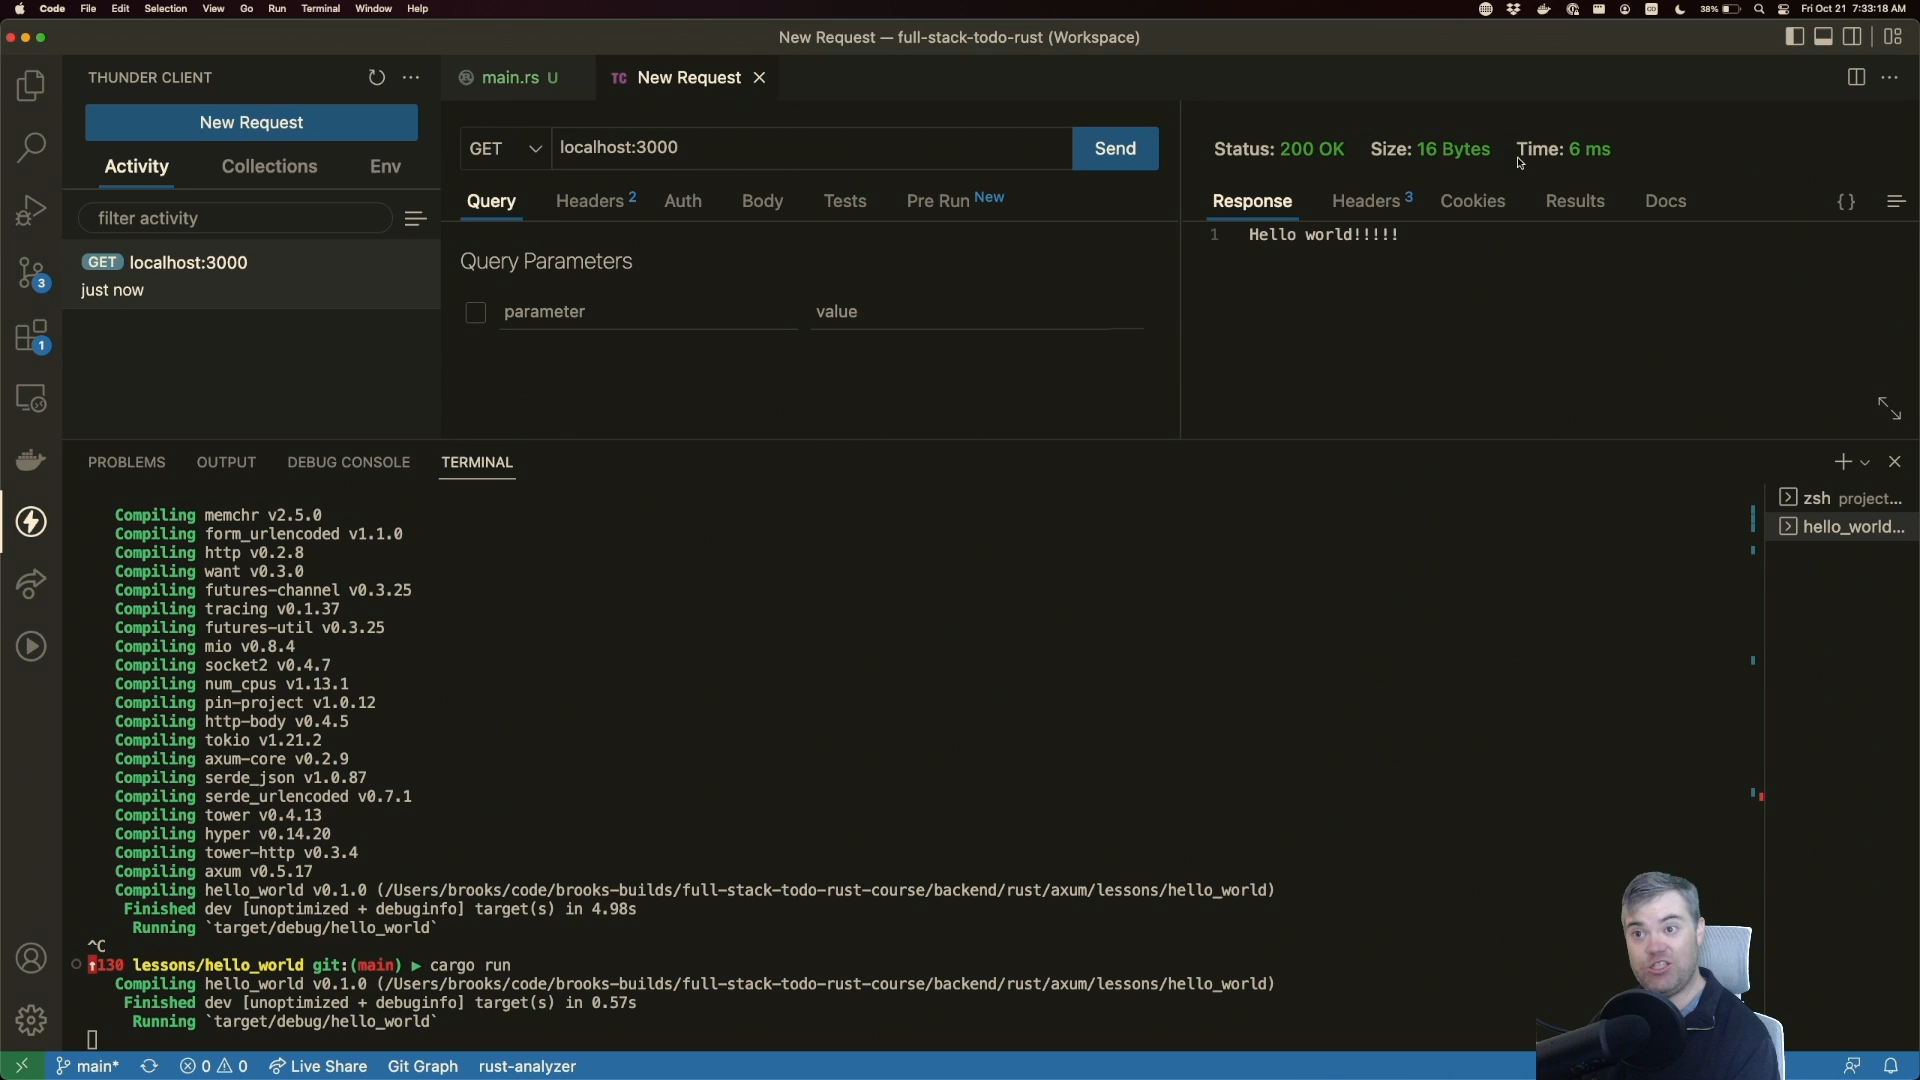 Code File Edit Selection View Go Run Terminal Window Help
38% Fri Oct 21 7:33:18 AM
New Request — full-stack-todo-rust (Workspace)
THUNDER CLIENT
New Request
Activity Collections Env
filter activity
GET localhost:3000
just now
3
1
main.rs U
TC New Request
GET localhost:3000 Send
Query Headers 2 Auth Body Tests Pre Run New
Query Parameters
parameter value
Status: 200 OK Size: 16 Bytes Time: 6 ms
Response Headers 3 Cookies Results Docs { }
1 Hello world!!!!!
PROBLEMS OUTPUT DEBUG CONSOLE TERMINAL
zsh project...
hello_world...
Compiling memchr v2.5.0
Compiling form_urlencoded v1.1.0
Compiling http v0.2.8
Compiling want v0.3.0
Compiling futures-channel v0.3.25
Compiling tracing v0.1.37
Compiling futures-util v0.3.25
Compiling mio v0.8.4
Compiling socket2 v0.4.7
Compiling num_cpus v1.13.1
Compiling pin-project v1.0.12
Compiling http-body v0.4.5
Compiling tokio v1.21.2
Compiling axum-core v0.2.9
Compiling serde_json v1.0.87
Compiling serde_urlencoded v0.7.1
Compiling tower v0.4.13
Compiling hyper v0.14.20
Compiling tower-http v0.3.4
Compiling axum v0.5.17
Compiling hello_world v0.1.0 (/Users/brooks/code/brooks-builds/full-stack-todo-rust-course/backend/rust/axum/lessons/hello_world)
Finished dev [unoptimized + debuginfo] target(s) in 4.98s
Running `target/debug/hello_world`
^C
↑130 lessons/hello_world git:(main) ▶ cargo run
Compiling hello_world v0.1.0 (/Users/brooks/code/brooks-builds/full-stack-todo-rust-course/backend/rust/axum/lessons/hello_world)
Finished dev [unoptimized + debuginfo] target(s) in 0.57s
Running `target/debug/hello_world`
main* 0 0 Live Share Git Graph rust-analyzer